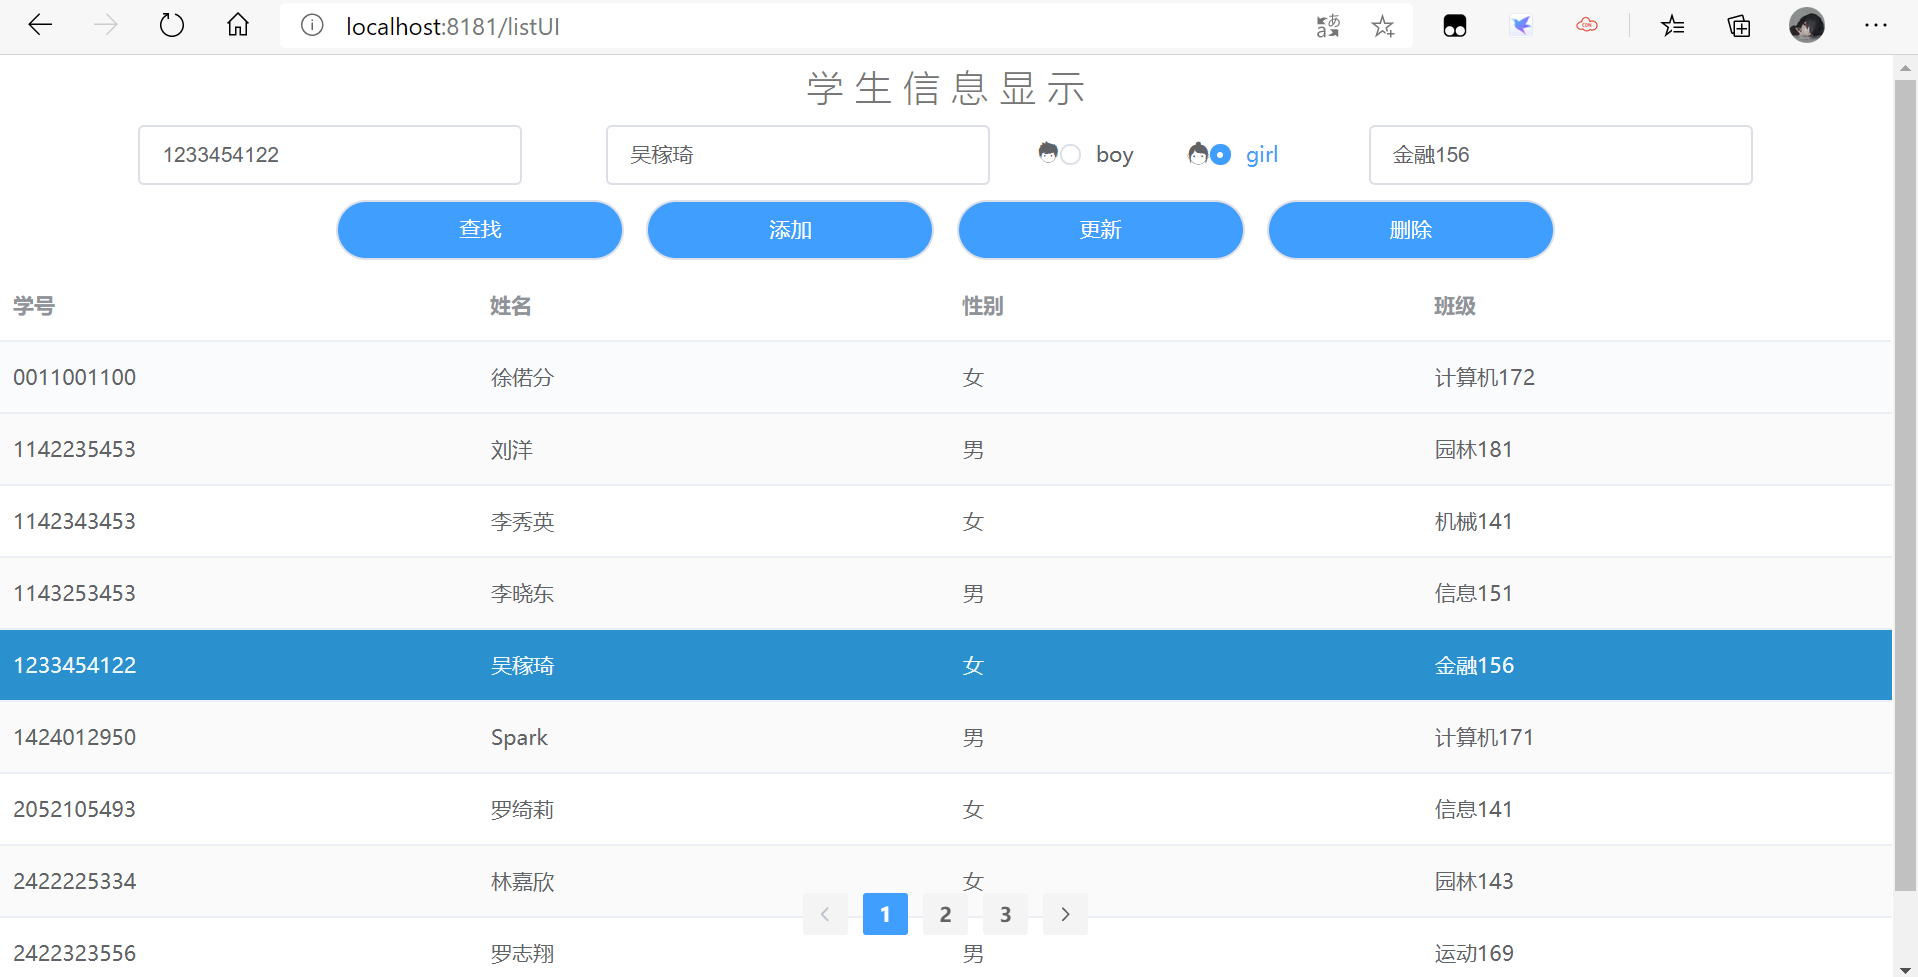 localhost:8181/listUI
学生信息显示
1233454122 吴稼琦 boy girl 金融156
查找 添加 更新 删除
学号 姓名 性别 班级
0011001100 徐偌分 女 计算机172
1142235453 刘洋 男 园林181
1142343453 李秀英 女 机械141
1143253453 李晓东 男 信息151
1233454122 吴稼琦 女 金融156
1424012950 Spark 男 计算机171
2052105493 罗绮莉 女 信息141
2422225334 林嘉欣 女 园林143
1 2 3
2422323556 罗志翔 男 运动169